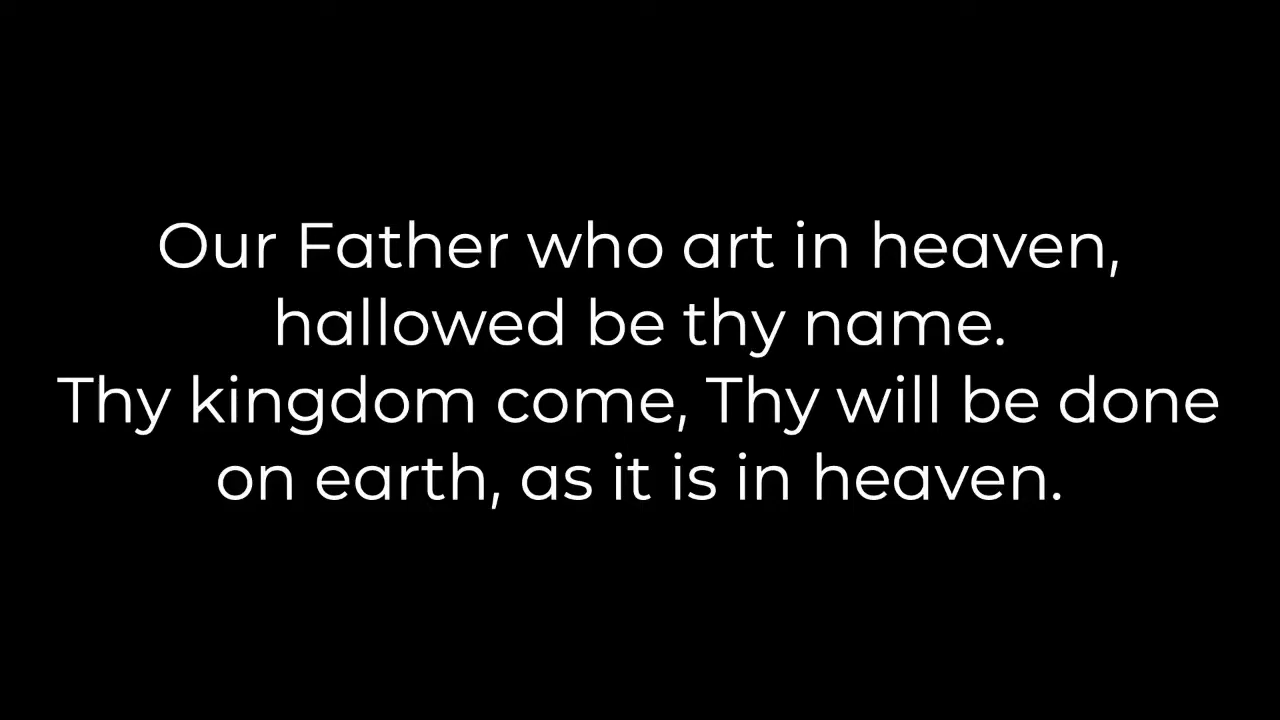 Our Father who art in heaven,
hallowed be thy name.
Thy kingdom come, Thy will be done
on earth, as it is in heaven.